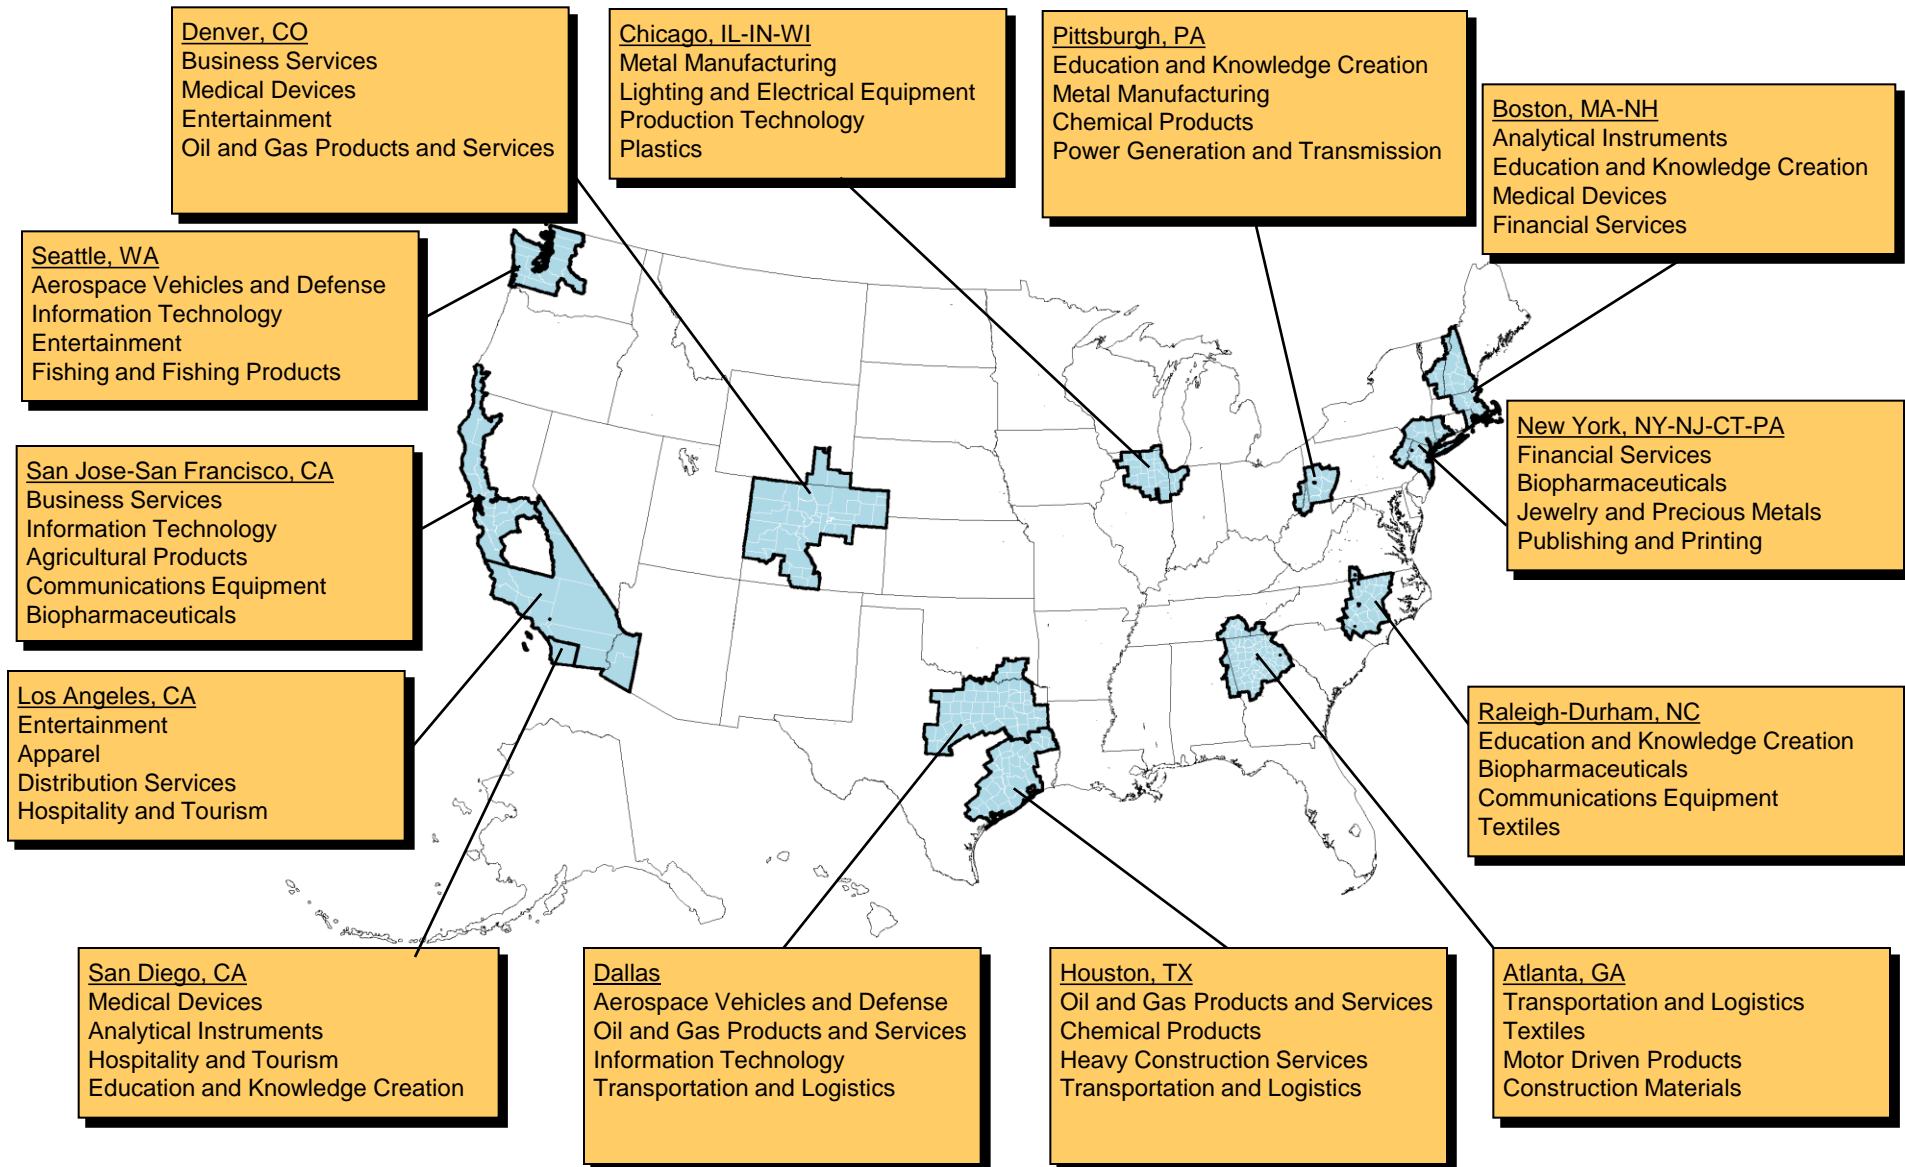 Denver, CO
Business Services
Medical Devices
Entertainment
Oil and Gas Products and Services
Chicago, IL-IN-WI
Metal Manufacturing
Lighting and Electrical Equipment
Production Technology
Plastics
Pittsburgh, PA
Education and Knowledge Creation
Metal Manufacturing
Chemical Products
Power Generation and Transmission
Boston, MA-NH
Analytical Instruments
Education and Knowledge Creation
Medical Devices
Financial Services
Seattle, WA
Aerospace Vehicles and Defense
Information Technology
Entertainment
Fishing and Fishing Products
New York, NY-NJ-CT-PA
Financial Services
Biopharmaceuticals
Jewelry and Precious Metals
Publishing and Printing
San Jose-San Francisco, CA
Business Services
Information Technology
Agricultural Products
Communications Equipment
Biopharmaceuticals
Los Angeles, CA
Entertainment
Apparel
Distribution Services
Hospitality and Tourism
Raleigh-Durham, NC
Education and Knowledge Creation
Biopharmaceuticals
Communications Equipment
Textiles
San Diego, CA
Medical Devices
Analytical Instruments
Hospitality and Tourism
Education and Knowledge Creation
Dallas
Aerospace Vehicles and Defense
Oil and Gas Products and Services
Information Technology
Transportation and Logistics
Houston, TX
Oil and Gas Products and Services
Chemical Products
Heavy Construction Services
Transportation and Logistics
Atlanta, GA
Transportation and Logistics
Textiles
Motor Driven Products
Construction Materials